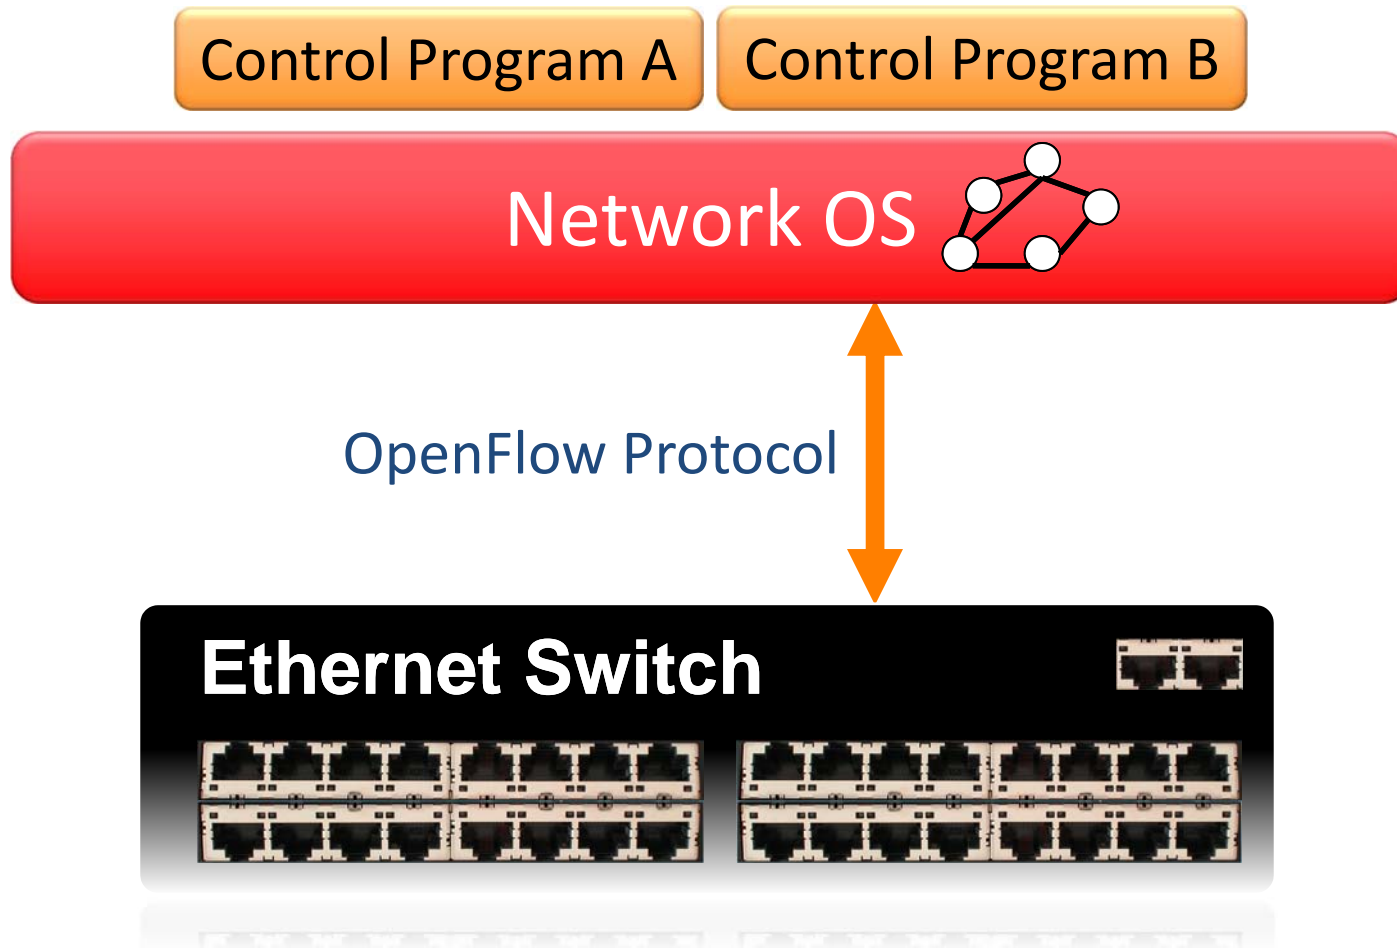 Control Program A
Control Program B
Network OS
OpenFlow Protocol
Ethernet Switch